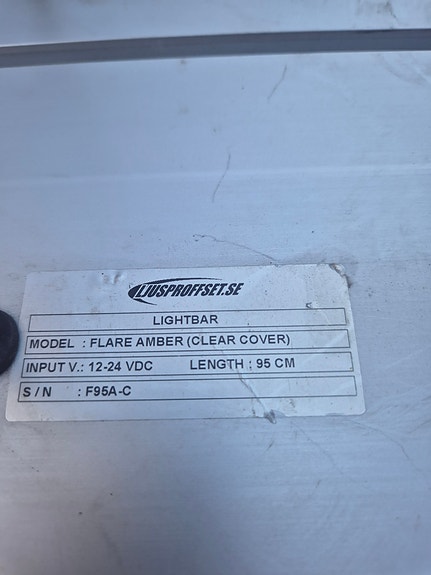 LJUSPROFFSET.SE
LIGHTBAR
MODEL : FLARE AMBER (CLEAR COVER)
INPUT V.: 12-24 VDC LENGTH : 95 CM
S / N : F95A-C